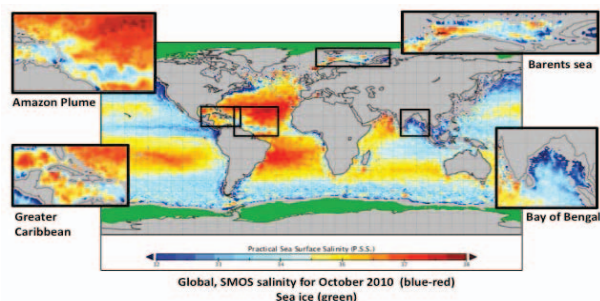 Barents sea
Amazon Plume
Greater
Caribbean
Bay of Bengal
Practical Sea Surface Salinity (P.S.S.)
Global, SMOS salinity for October 2010 (blue-red)
Sea ice (green)